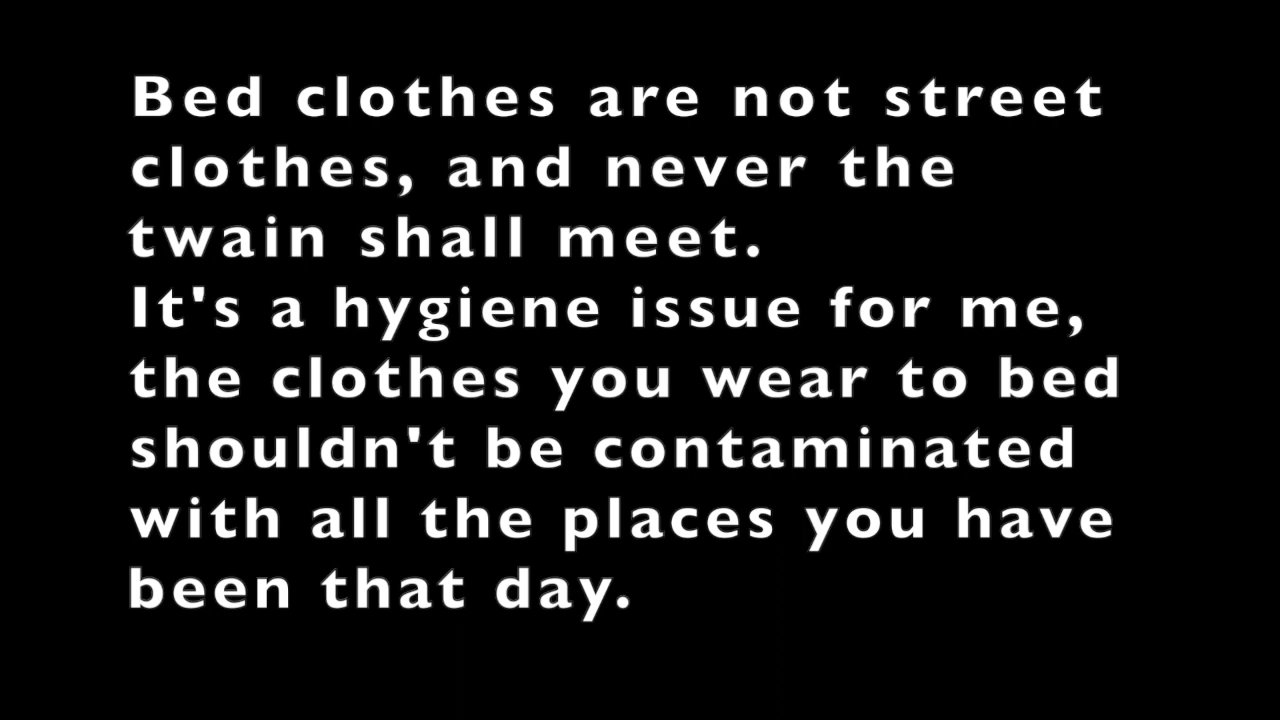 Bed clothes are not street
clothes, and never the
twain shall meet.
It's a hygiene issue for me,
the clothes you wear to bed
shouldn't be contaminated
with all the places you have
been that day.